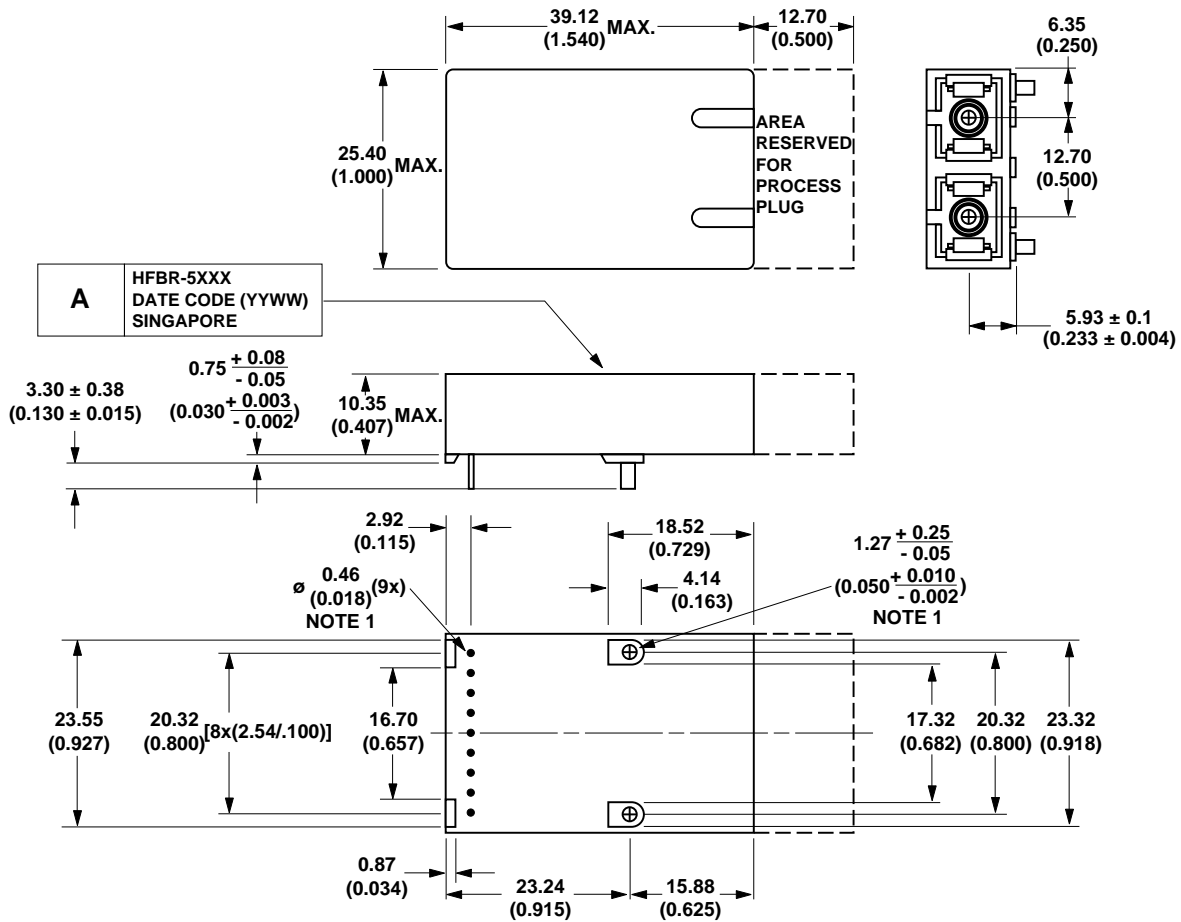 39.12
(1.540)
MAX.
12.70
(0.500)
6.35
(0.250)
25.40
(1.000)
MAX.
AREA
RESERVED
FOR
PROCESS
PLUG
12.70
(0.500)
A
HFBR-5XXX
DATE CODE (YYWW)
SINGAPORE
5.93 ± 0.1
(0.233 ± 0.004)
3.30 ± 0.38
(0.130 ± 0.015)
0.75 + 0.08
- 0.05
(0.030 + 0.003
- 0.002)
10.35
(0.407)
MAX.
2.92
(0.115)
18.52
(0.729)
1.27 + 0.25
- 0.05
(0.050 + 0.010
- 0.002)
NOTE 1
ø 0.46
(0.018) (9x)
NOTE 1
4.14
(0.163)
23.55
(0.927)
20.32
(0.800)
[8x(2.54/.100)]
16.70
(0.657)
17.32
(0.682)
20.32
(0.800)
23.32
(0.918)
0.87
(0.034)
23.24
(0.915)
15.88
(0.625)